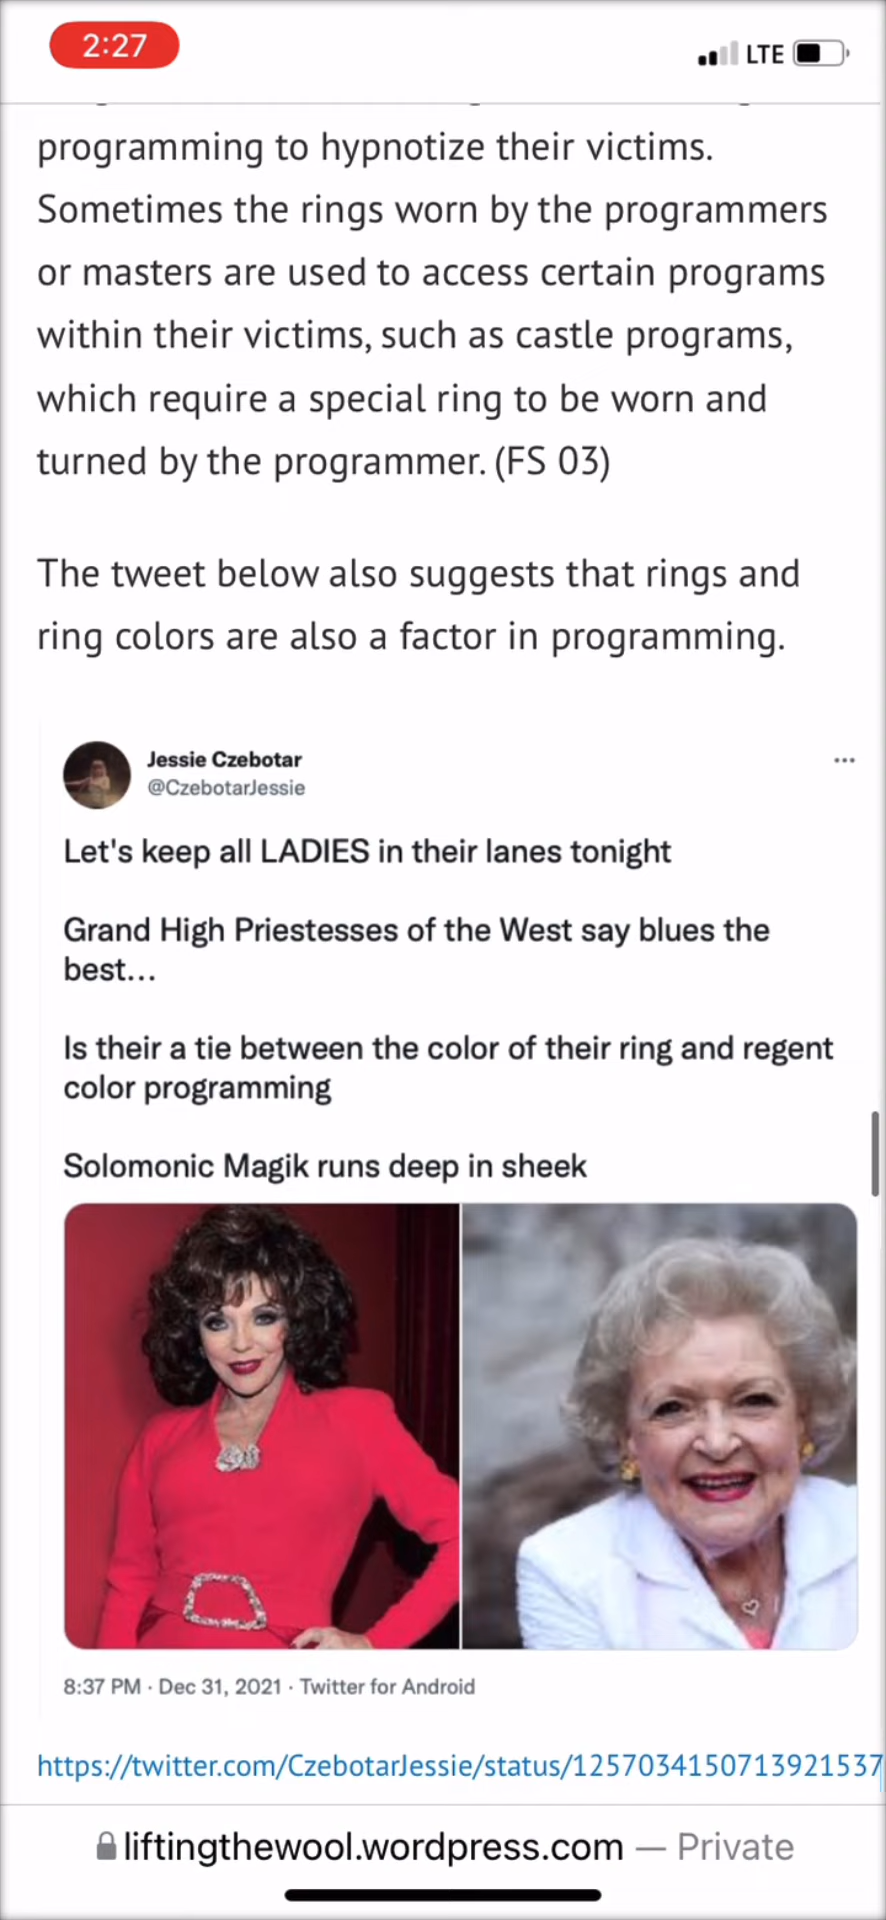 2:27
LTE
programming to hypnotize their victims.
Sometimes the rings worn by the programmers
or masters are used to access certain programs
within their victims, such as castle programs,
which require a special ring to be worn and
turned by the programmer. (FS 03)
The tweet below also suggests that rings and
ring colors are also a factor in programming.
Jessie Czebotar
@CzebotarJessie
Let's keep all LADIES in their lanes tonight
Grand High Priestesses of the West say blues the
best...
Is their a tie between the color of their ring and regent
color programming
Solomonic Magik runs deep in sheek
8:37 PM · Dec 31, 2021 · Twitter for Android
https://twitter.com/CzebotarJessie/status/1257034150713921537
liftingthewool.wordpress.com — Private